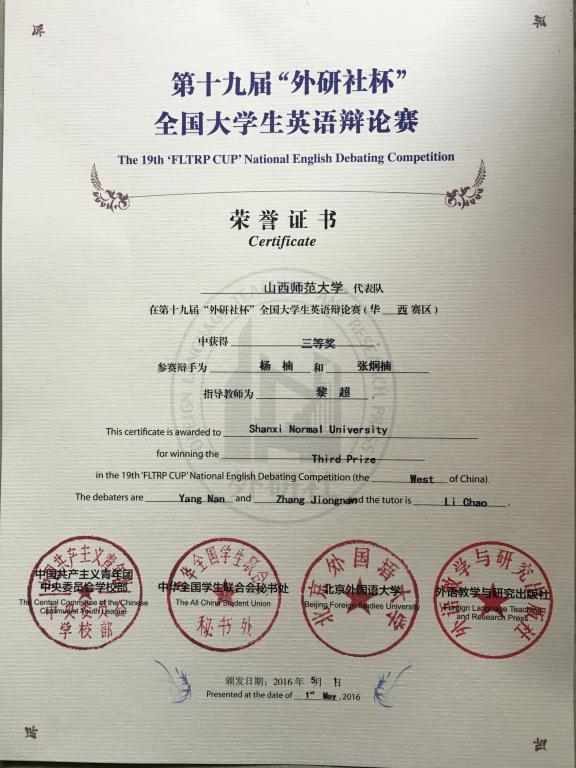 第十九届“外研社杯”
全国大学生英语辩论赛
The 19th ‘FLTRP CUP’ National English Debating Competition
荣誉证书
Certificate
山西师范大学 代表队
在第十九届“外研社杯”全国大学生英语辩论赛(华 西 赛区)
中获得 三等奖 。
参赛辩手为 杨楠 和 张炯楠
指导教师为 黎超 .
This certificate is awarded to Shanxi Normal University
for winning the Third Prize
in the 19th 'FLTRP CUP' National English Debating Competition (the West of China).
The debaters are Yang Nan and Zhang Jiongnan and the tutor is Li Chao .
中国共产主义青年团
中央委员会学校部
The Central Committee of the Chinese
Communist Youth League
学校部
中华全国学生联合会秘书处
The All China Student Union
秘书处
北京外国语大学
Beijing Foreign Studies University
外语教学与研究出版社
Foreign Language Teaching
and Research Press
颁发日期：2016 年 5月 1日
Presented at the date of 1st May , 2016